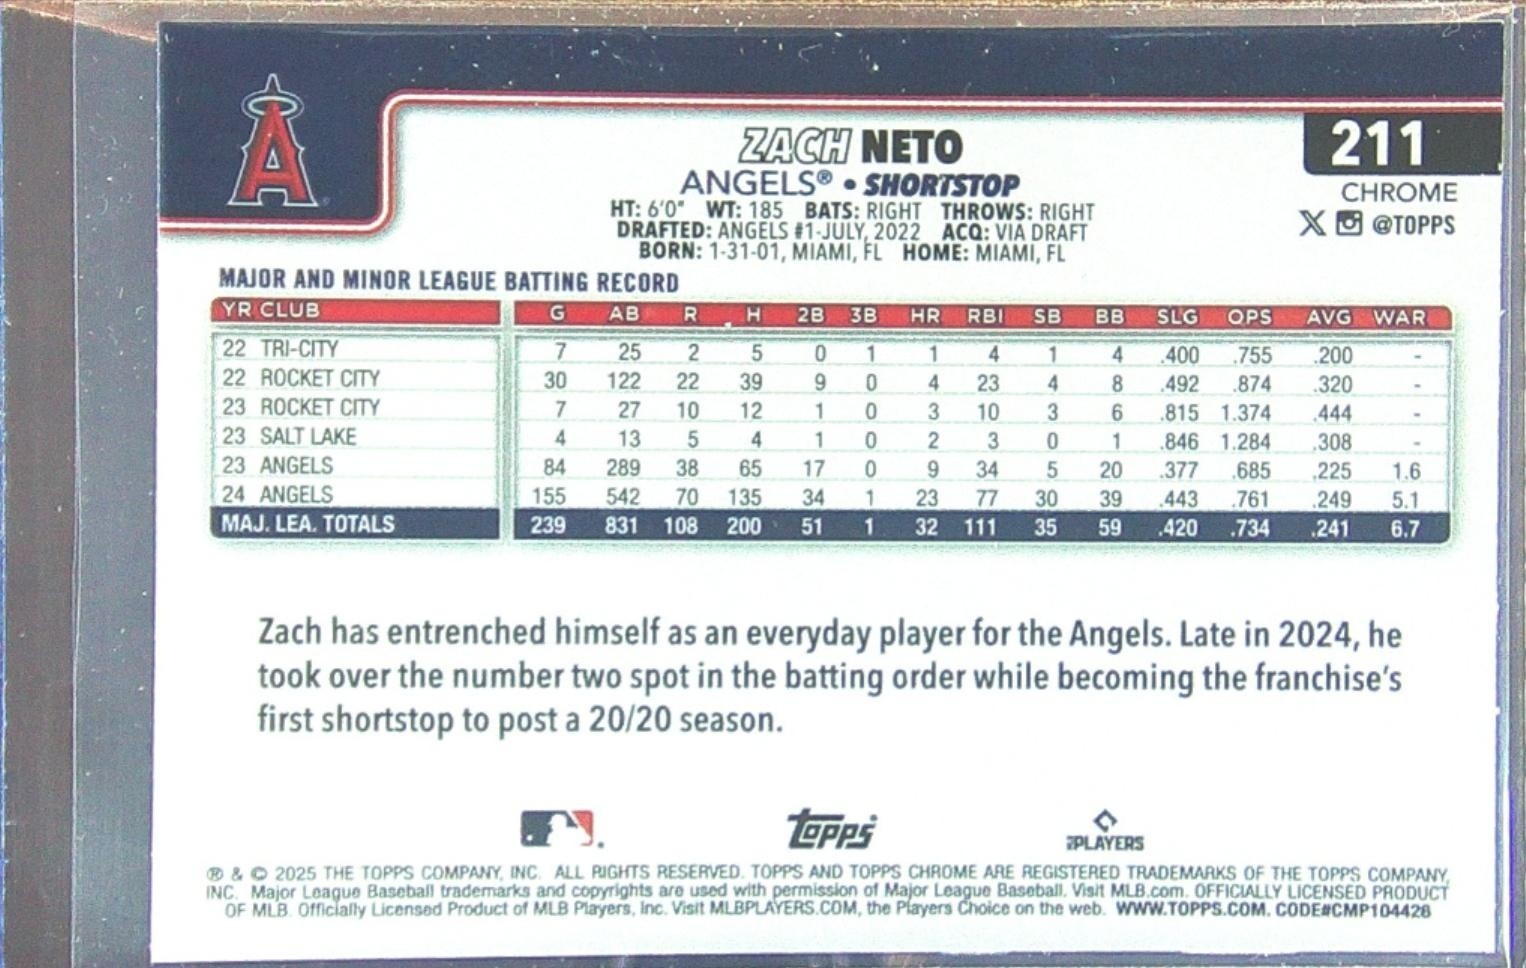 A
ZACH NETO
211
ANGELS® • SHORTSTOP
CHROME
HT: 6'0" WT: 185 BATS: RIGHT THROWS: RIGHT
@TOPPS
DRAFTED: ANGELS #1-JULY, 2022 ACQ: VIA DRAFT
BORN: 1-31-01, MIAMI, FL HOME: MIAMI, FL
MAJOR AND MINOR LEAGUE BATTING RECORD
YR CLUB G AB R H 2B 3B HR RBI SB BB SLG OPS AVG WAR
22 TRI-CITY 7 25 2 5 0 1 1 4 1 4 .400 .755 .200 -
22 ROCKET CITY 30 122 22 39 9 0 4 23 4 8 .492 .874 .320 -
23 ROCKET CITY 7 27 10 12 1 0 3 10 3 6 .815 1.374 .444 -
23 SALT LAKE 4 13 5 4 1 0 2 3 0 1 .846 1.284 .308 -
23 ANGELS 84 289 38 65 17 0 9 34 5 20 .377 .685 .225 1.6
24 ANGELS 155 542 70 135 34 1 23 77 30 39 .443 .761 .249 5.1
MAJ. LEA. TOTALS 239 831 108 200 51 1 32 111 35 59 .420 .734 .241 6.7
Zach has entrenched himself as an everyday player for the Angels. Late in 2024, he
took over the number two spot in the batting order while becoming the franchise's
first shortstop to post a 20/20 season.
Topps
PLAYERS
® & © 2025 THE TOPPS COMPANY, INC. ALL RIGHTS RESERVED. TOPPS AND TOPPS CHROME ARE REGISTERED TRADEMARKS OF THE TOPPS COMPANY,
INC. Major League Baseball trademarks and copyrights are used with permission of Major League Baseball. Visit MLB.com. OFFICIALLY LICENSED PRODUCT
OF MLB. Officially Licensed Product of MLB Players, Inc. Visit MLBPLAYERS.COM, the Players Choice on the web. WWW.TOPPS.COM. CODE#CMP104428